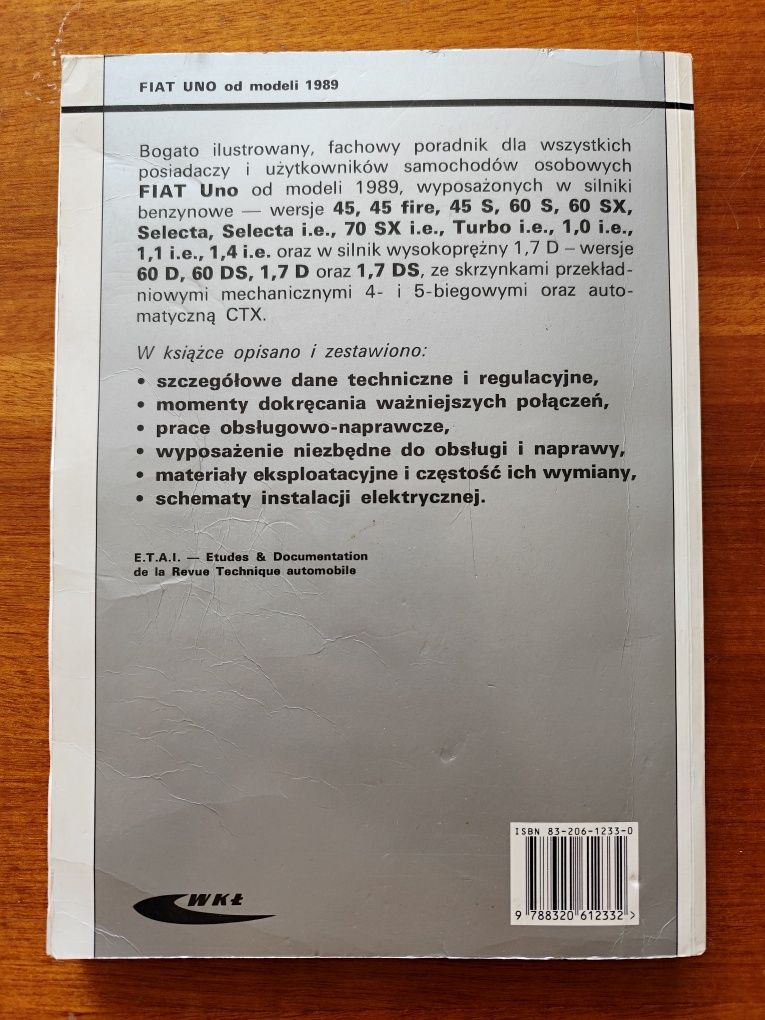 FIAT UNO od modeli 1989
Bogato ilustrowany, fachowy poradnik dla wszystkich
posiadaczy i użytkowników samochodów osobowych
FIAT Uno od modeli 1989, wyposażonych w silniki
benzynowe — wersje 45, 45 fire, 45 S, 60 S, 60 SX,
Selecta, Selecta i.e., 70 SX i.e., Turbo i.e., 1,0 i.e.,
1,1 i.e., 1,4 i.e. oraz w silnik wysokoprężny 1,7 D – wersje
60 D, 60 DS, 1,7 D oraz 1,7 DS, ze skrzynkami przekład-
niowymi mechanicznymi 4- i 5-biegowymi oraz auto-
matyczną CTX.
W książce opisano i zestawiono:
• szczegółowe dane techniczne i regulacyjne,
• momenty dokręcania ważniejszych połączeń,
• prace obsługowo-naprawcze,
• wyposażenie niezbędne do obsługi i naprawy,
• materiały eksploatacyjne i częstość ich wymiany,
• schematy instalacji elektrycznej.
E.T.A.I. — Etudes & Documentation
de la Revue Technique automobile
ISBN 83-206-1233-0
9 788320 612332 >
WKŁ